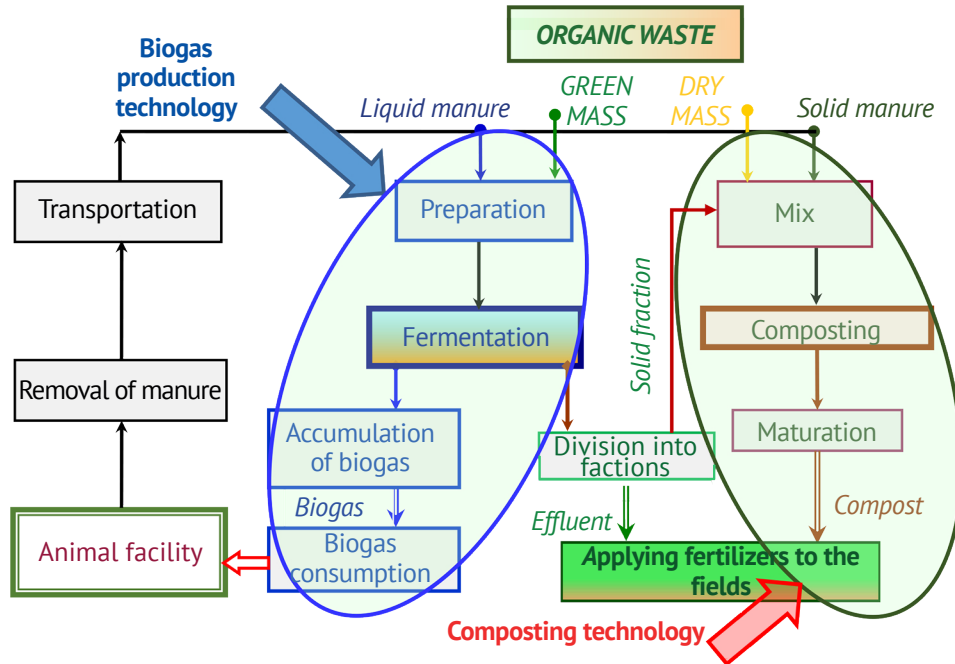 ORGANIC WASTE
Biogas
production
technology
Liquid manure
GREEN
MASS
DRY
MASS
Solid manure
Transportation
Preparation
Mix
Solid fraction
Fermentation
Composting
Removal of manure
Accumulation
of biogas
Division into
factions
Maturation
Biogas
Effluent
Compost
Animal facility
Biogas
consumption
Applying fertilizers to the
fields
Composting technology